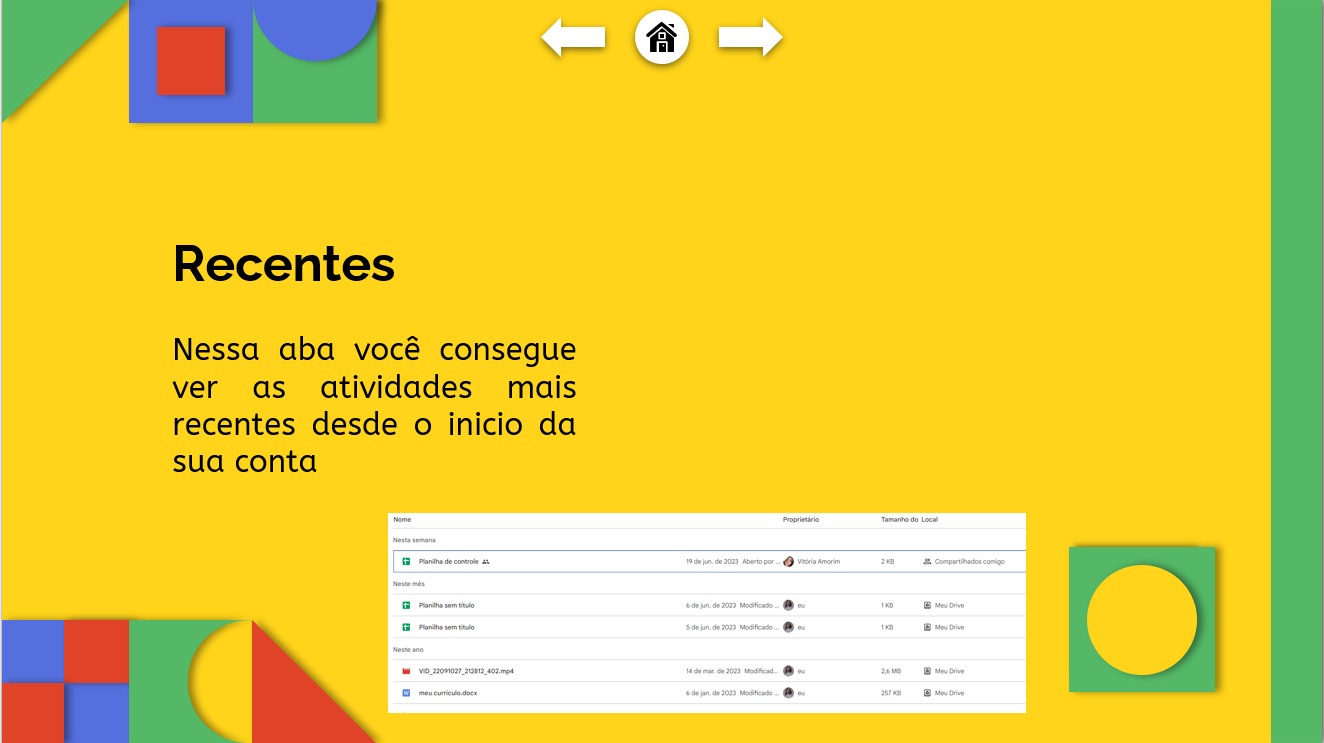 Recentes
Nessa aba você consegue
ver as atividades mais
recentes desde o inicio da
sua conta
Nome Proprietário Tamanho do Local
Nesta semana
Planilha de controle 19 de jun. de 2023 Aberto por ... Vitória Amorim 2 KB Compartilhados comigo
Neste mês
Planilha sem título 6 de jun. de 2023 Modificado ... eu 1 KB Meu Drive
Planilha sem título 5 de jun. de 2023 Modificado ... eu 1 KB Meu Drive
Neste ano
VID_22091027_212812_402.mp4 14 de mar. de 2023 Modificad... eu 2,6 MB Meu Drive
meu curriculo.docx 6 de jan. de 2023 Modificado ... eu 257 KB Meu Drive